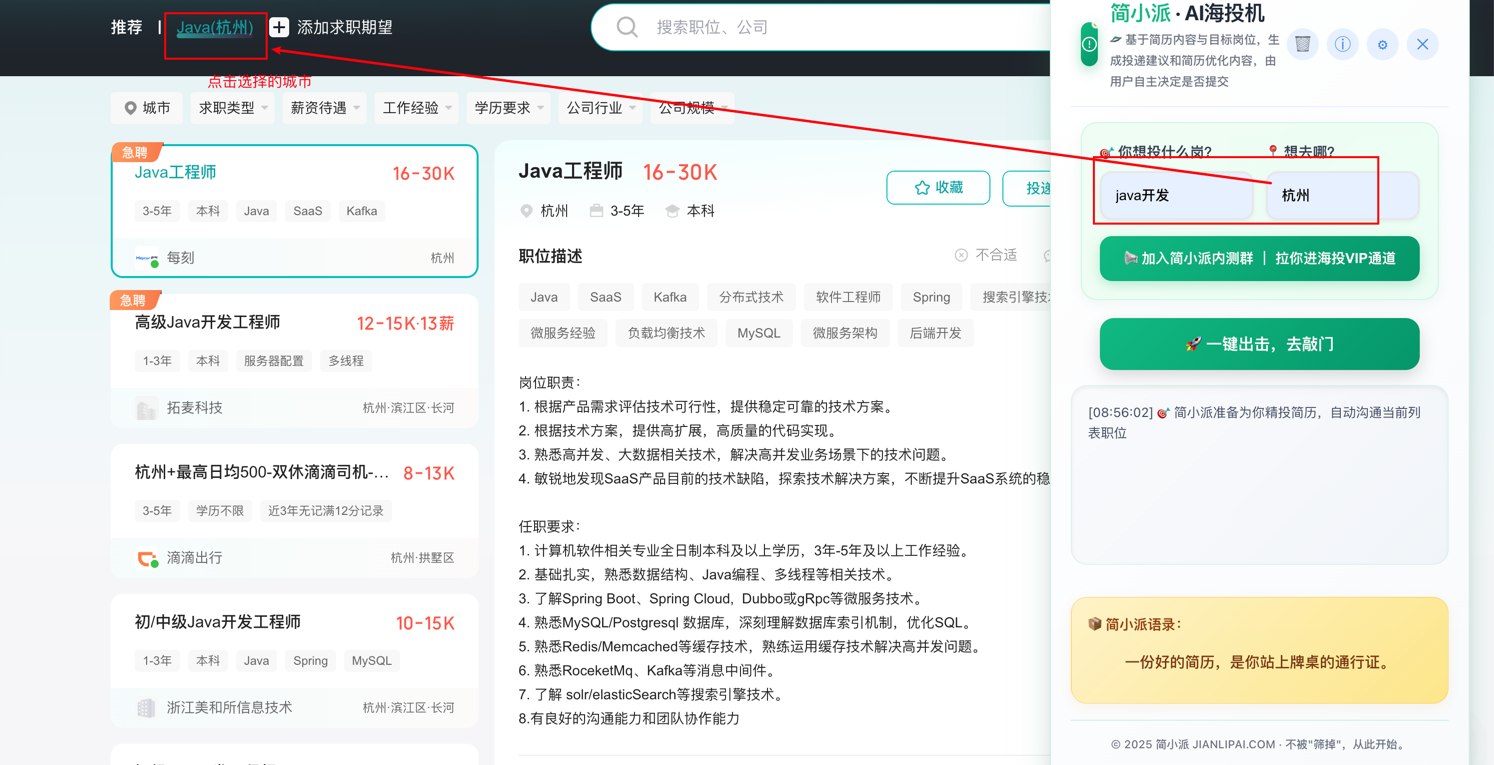 推荐 | Java(杭州) 添加求职期望
搜索职位、公司
点击选择的城市
城市 求职类型 薪资待遇 工作经验 学历要求 公司行业 公司规模
急聘
Java工程师 16-30K
3-5年 本科 Java SaaS Kafka
每刻 杭州
急聘
高级Java开发工程师 12-15K·13薪
1-3年 本科 服务器配置 多线程
拓麦科技 杭州·滨江区·长河
杭州+最高日均500-双休滴滴司机-... 8-13K
3-5年 学历不限 近3年无记满12分记录
滴滴出行 杭州·拱墅区
初/中级Java开发工程师 10-15K
1-3年 本科 Java Spring MySQL
浙江美和所信息技术 杭州·滨江区·长河
Java工程师 16-30K
收藏 投递
杭州 3-5年 本科
职位描述
不合适
Java SaaS Kafka 分布式技术 软件工程师 Spring 搜索引擎技
微服务经验 负载均衡技术 MySQL 微服务架构 后端开发
岗位职责：
1. 根据产品需求评估技术可行性，提供稳定可靠的技术方案。
2. 根据技术方案，提供高扩展，高质量的代码实现。
3. 熟悉高并发、大数据相关技术，解决高并发业务场景下的技术问题。
4. 敏锐地发现SaaS产品目前的技术缺陷，探索技术解决方案，不断提升SaaS系统的稳
任职要求：
1. 计算机软件相关专业全日制本科及以上学历，3年-5年及以上工作经验。
2. 基础扎实，熟悉数据结构、Java编程、多线程等相关技术。
3. 了解Spring Boot、Spring Cloud，Dubbo或gRpc等微服务技术。
4. 熟悉MySQL/Postgresql 数据库，深刻理解数据库索引机制，优化SQL。
5. 熟悉Redis/Memcached等缓存技术，熟练运用缓存技术解决高并发问题。
6. 熟悉RoceketMq、Kafka等消息中间件。
7. 了解 solr/elasticSearch等搜索引擎技术。
8.有良好的沟通能力和团队协作能力
简小派 · AI海投机
基于简历内容与目标岗位，生
成投递建议和简历优化内容，由
用户自主决定是否提交
🎯 你想投什么岗？ 📍 想去哪？
java开发 杭州
加入简小派内测群 ｜ 拉你进海投VIP通道
🚀 一键出击，去敲门
[08:56:02] 🎯 简小派准备为你精投简历，自动沟通当前列
表职位
📦 简小派语录：
一份好的简历，是你站上牌桌的通行证。
© 2025 简小派 JIANLIPAI.COM · 不被"筛掉"，从此开始。